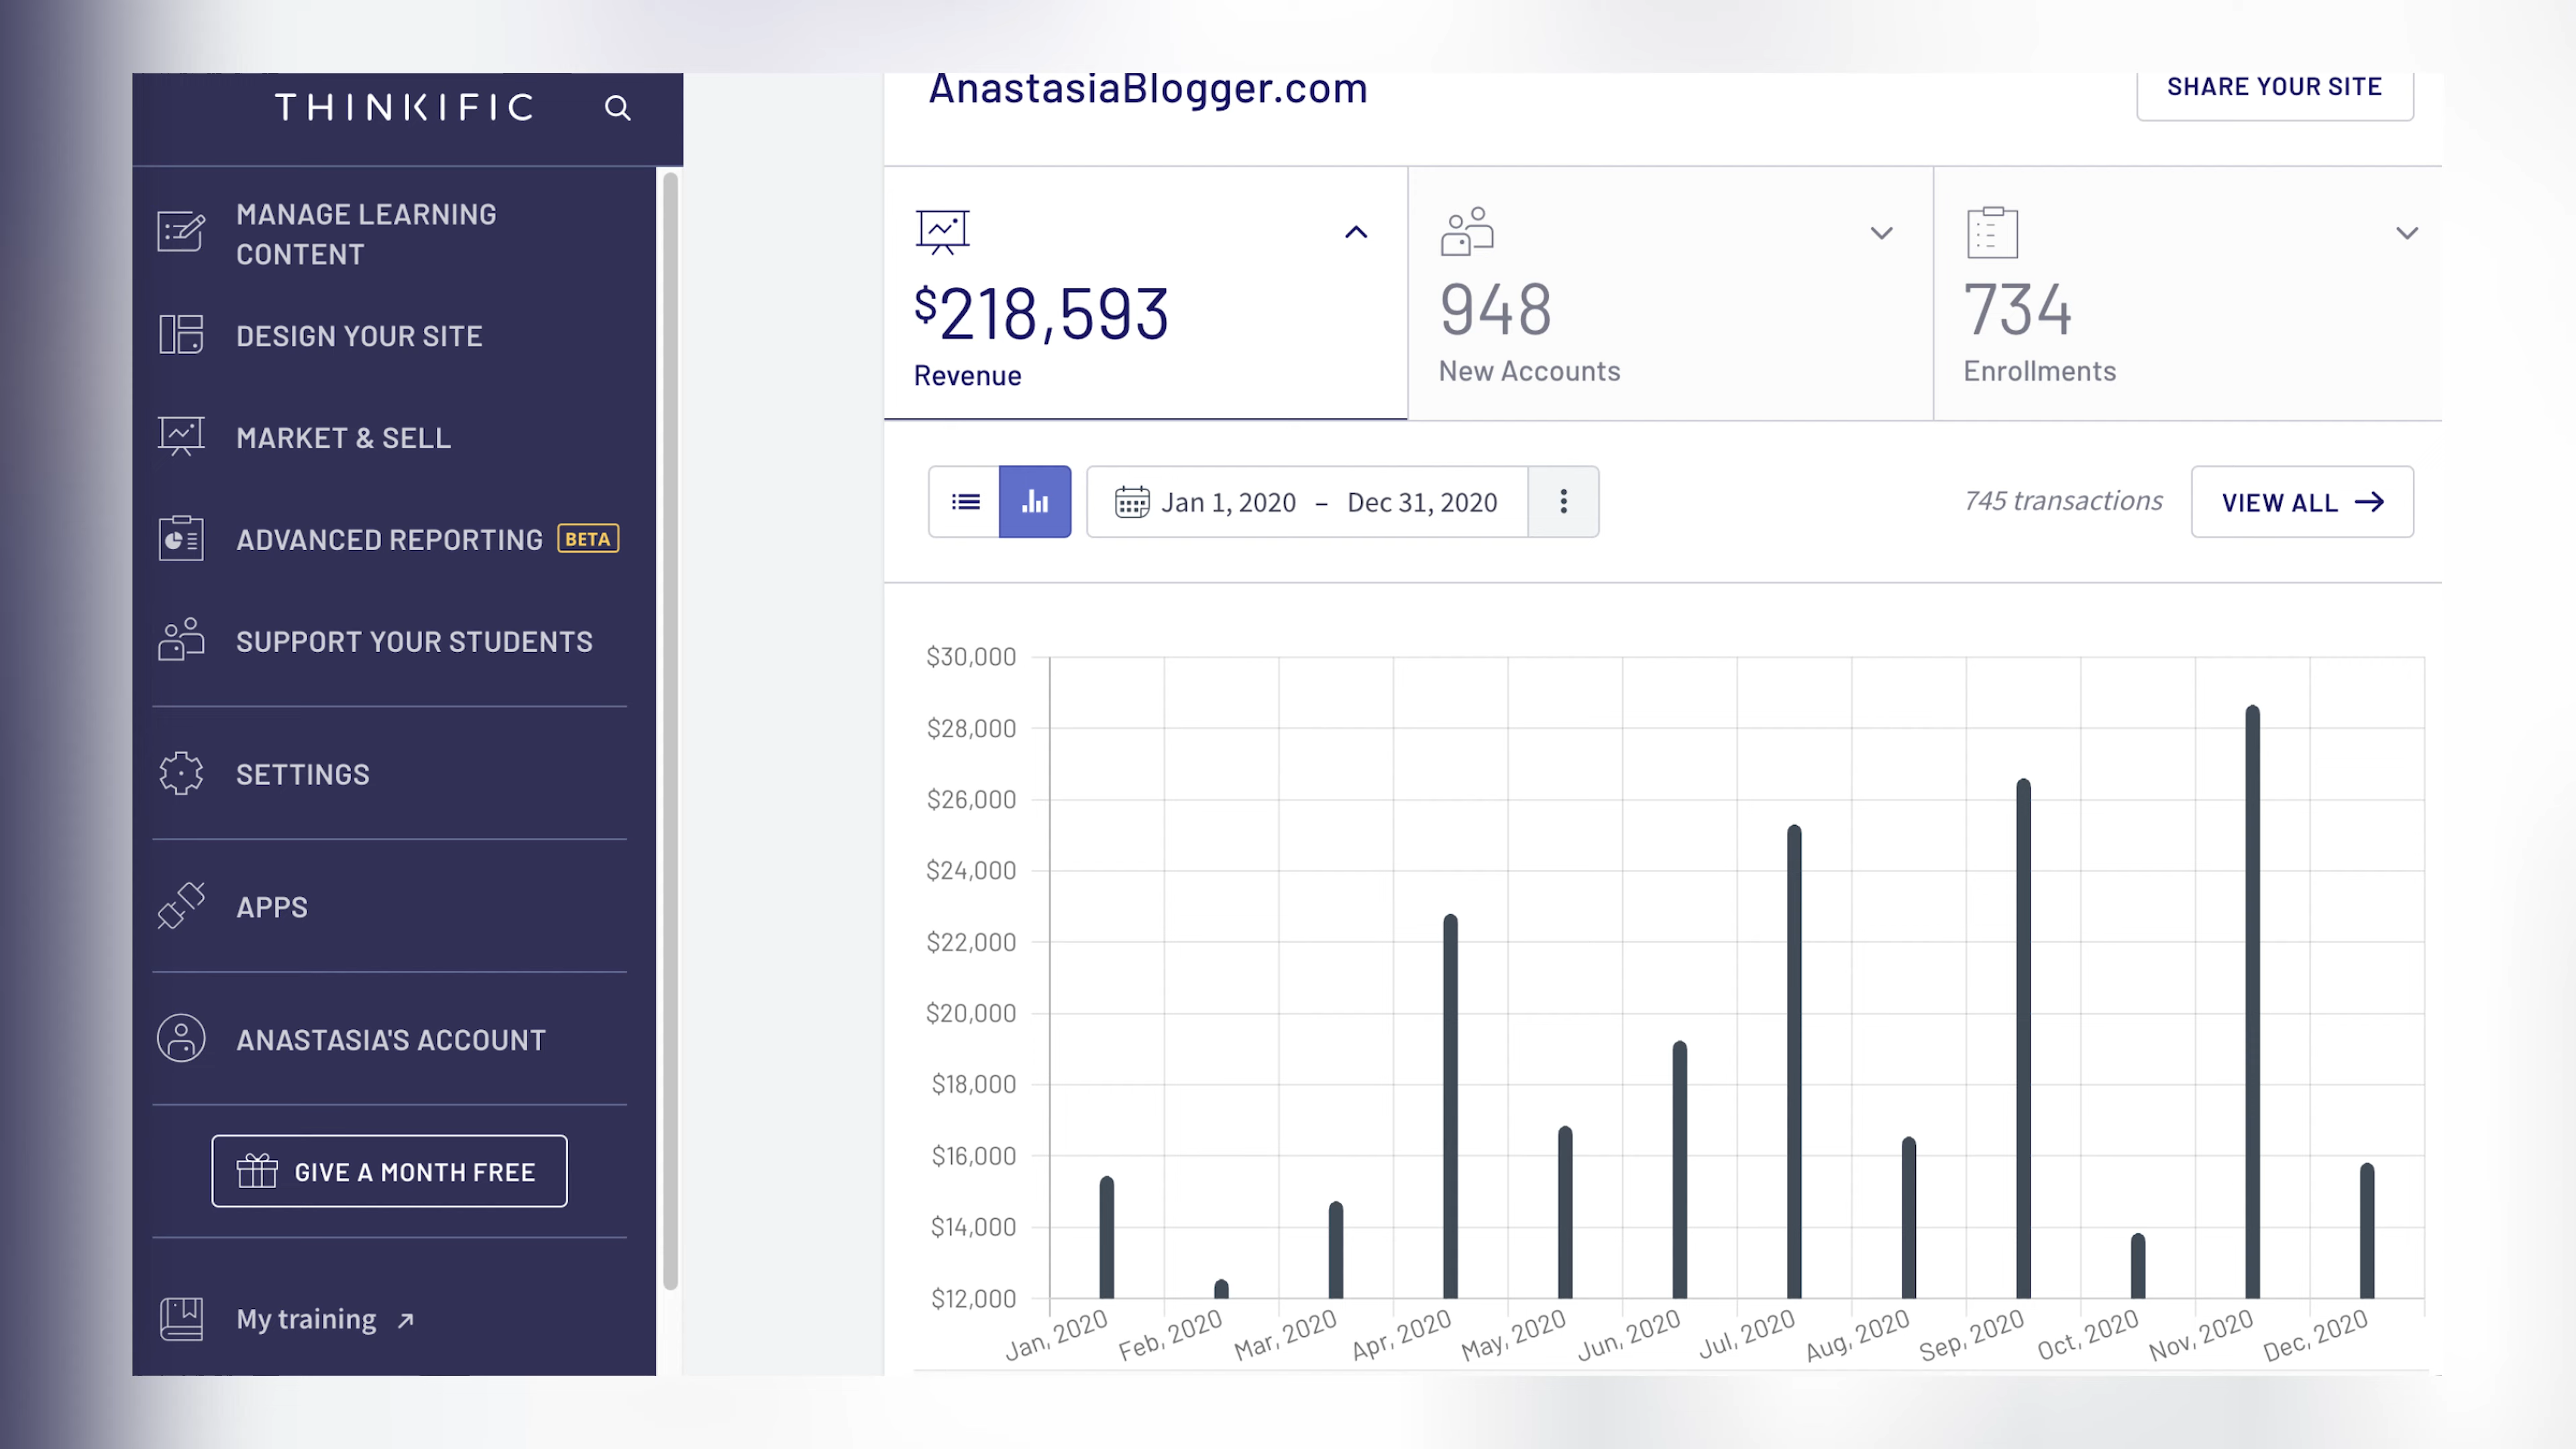 THINKIFIC
MANAGE LEARNING
CONTENT
DESIGN YOUR SITE
MARKET & SELL
ADVANCED REPORTING BETA
SUPPORT YOUR STUDENTS
SETTINGS
APPS
ANASTASIA'S ACCOUNT
GIVE A MONTH FREE
My training
AnastasiaBlogger.com
SHARE YOUR SITE
$218,593
Revenue
948
New Accounts
734
Enrollments
Jan 1, 2020 – Dec 31, 2020
745 transactions
VIEW ALL
$30,000
$28,000
$26,000
$24,000
$22,000
$20,000
$18,000
$16,000
$14,000
$12,000
Jan, 2020
Feb, 2020
Mar, 2020
Apr, 2020
May, 2020
Jun, 2020
Jul, 2020
Aug, 2020
Sep, 2020
Oct, 2020
Nov, 2020
Dec, 2020